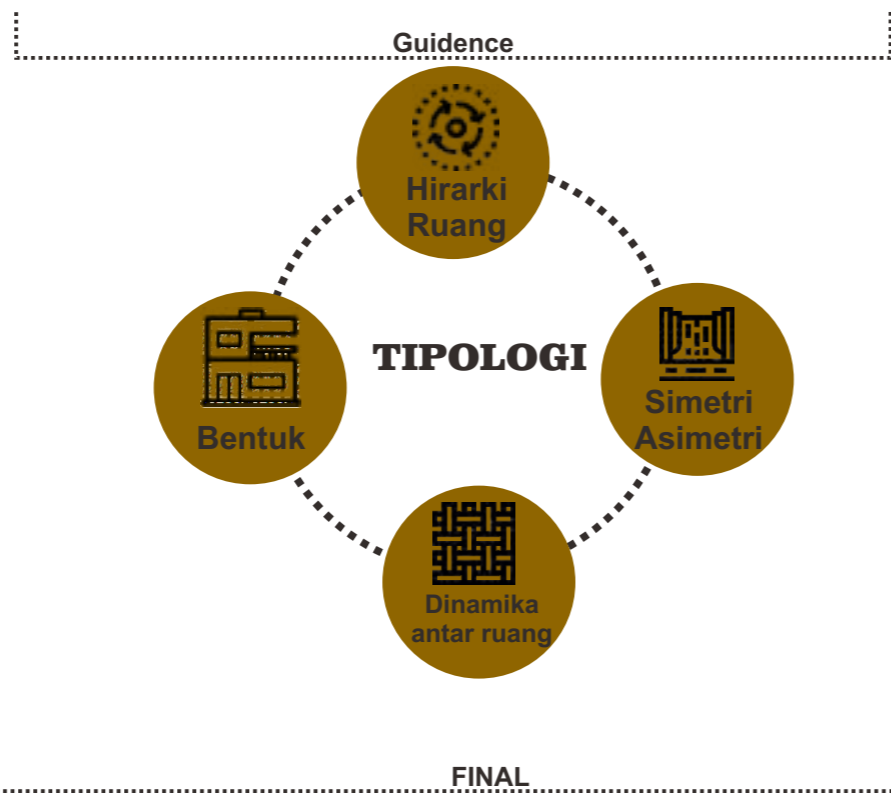 Guidence
Hirarki
Ruang
TIPOLOGI
Simetri
Asimetri
Bentuk
Dinamika
antar ruang
FINAL